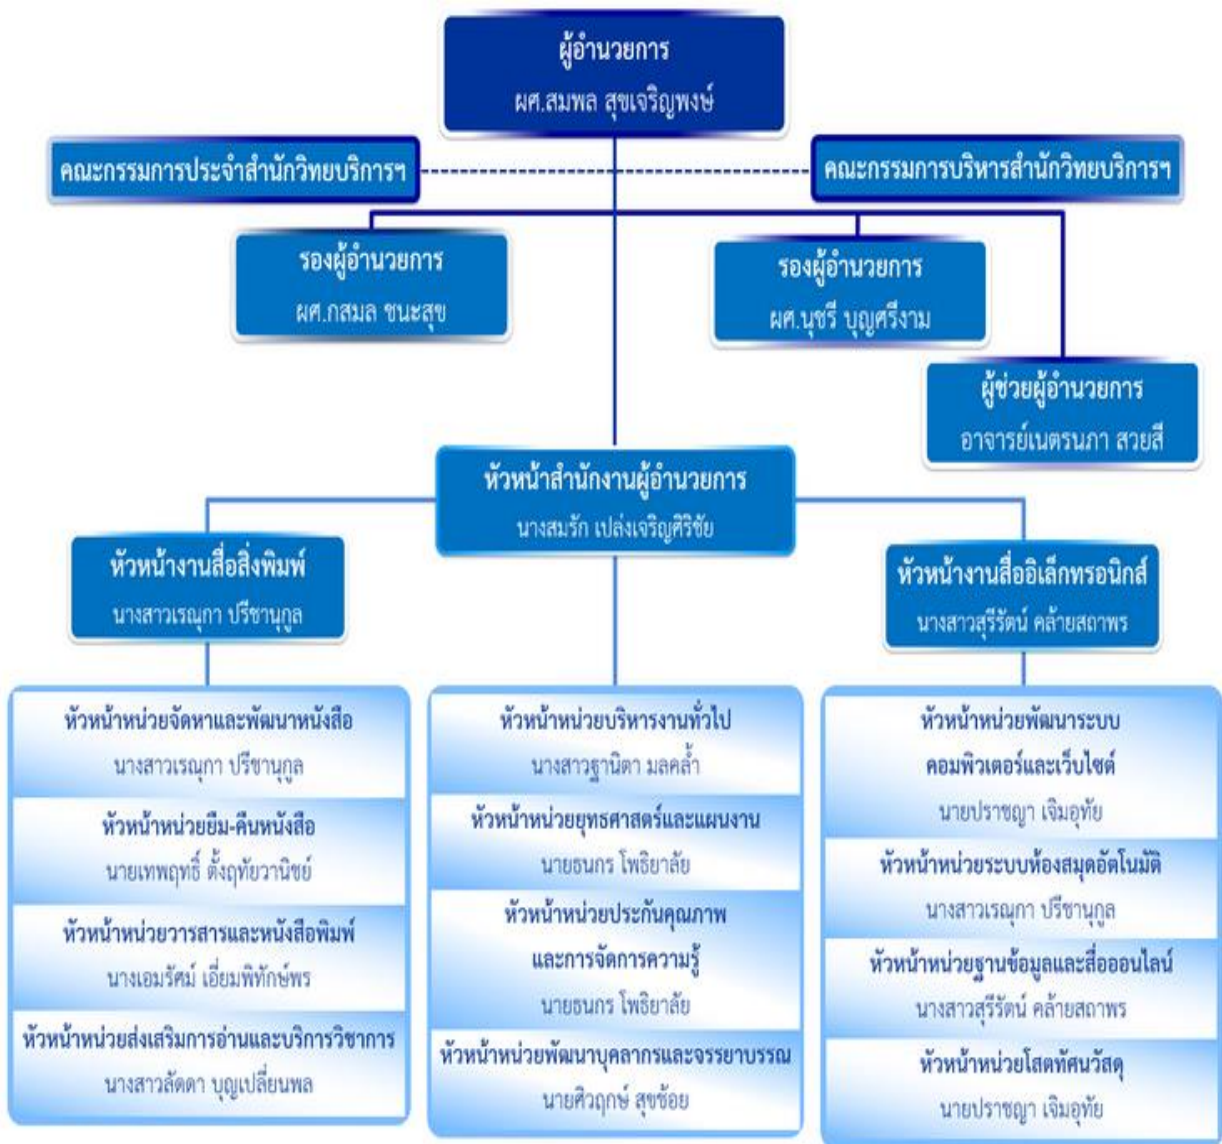 ผู้อำนวยการ
ผศ.สมพล สุขเจริญพงษ์
คณะกรรมการประจำสำนักวิทยบริการฯ
คณะกรรมการบริหารสำนักวิทยบริการฯ
รองผู้อำนวยการ
ผศ.กสมล ชนะสุข
รองผู้อำนวยการ
ผศ.นุชรี บุญศรีงาม
ผู้ช่วยผู้อำนวยการ
อาจารย์เนตรนภา สวยสี
หัวหน้าสำนักงานผู้อำนวยการ
นางสมรัก เปล่งเจริญศิริชัย
หัวหน้างานสื่อสิ่งพิมพ์
นางสาวเรณุกา ปรีชานุกูล
หัวหน้างานสื่ออิเล็กทรอนิกส์
นางสาวสุรีรัตน์ คล้ายสถาพร
หัวหน้าหน่วยจัดหาและพัฒนาหนังสือ
นางสาวเรณุกา ปรีชานุกูล
หัวหน้าหน่วยยืม-คืนหนังสือ
นายเทพฤทธิ์ ตั้งฤทัยวานิชย์
หัวหน้าหน่วยวารสารและหนังสือพิมพ์
นางเอมรัศม์ เอี่ยมพิทักษ์พร
หัวหน้าหน่วยส่งเสริมการอ่านและบริการวิชาการ
นางสาวลัดดา บุญเปลี่ยนพล
หัวหน้าหน่วยบริหารงานทั่วไป
นางสาวฐานิตา มลคล้ำ
หัวหน้าหน่วยยุทธศาสตร์และแผนงาน
นายธนกร โพธิยาลัย
หัวหน้าหน่วยประกันคุณภาพ
และการจัดการความรู้
นายธนกร โพธิยาลัย
หัวหน้าหน่วยพัฒนาบุคลากรและจรรยาบรรณ
นายศิวฤกษ์ สุขช้อย
หัวหน้าหน่วยพัฒนาระบบ
คอมพิวเตอร์และเว็บไซต์
นายปราชญา เจิมอุทัย
หัวหน้าหน่วยระบบห้องสมุดอัตโนมัติ
นางสาวเรณุกา ปรีชานุกูล
หัวหน้าหน่วยฐานข้อมูลและสื่อออนไลน์
นางสาวสุรีรัตน์ คล้ายสถาพร
หัวหน้าหน่วยโสตทัศนวัสดุ
นายปราชญา เจิมอุทัย